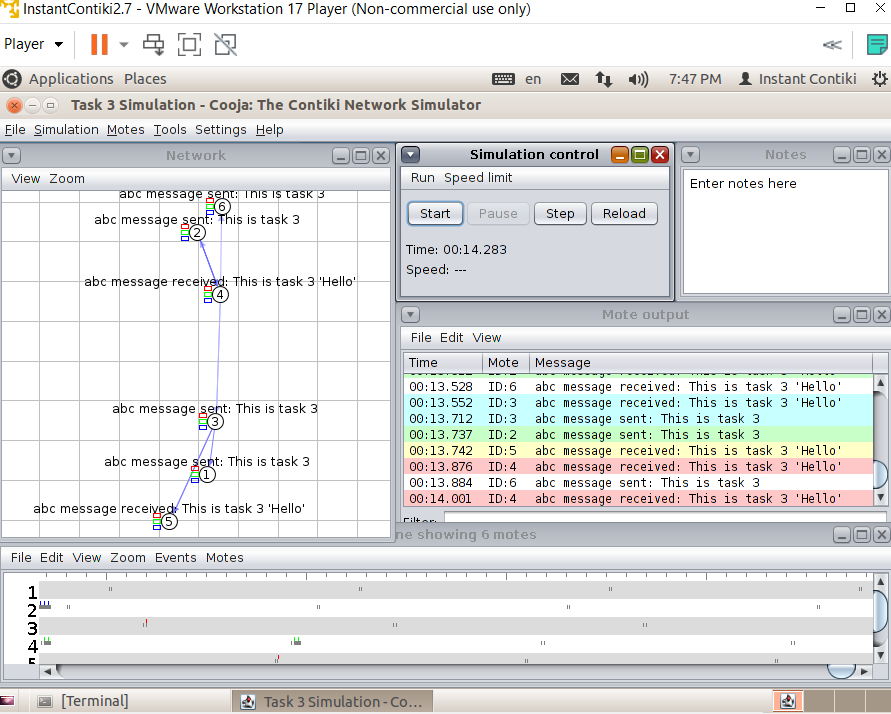 InstantContiki2.7 - VMware Workstation 17 Player (Non-commercial use only)
Player
Applications Places en 7:47 PM Instant Contiki
Task 3 Simulation - Cooja: The Contiki Network Simulator
File Simulation Motes Tools Settings Help
Network
View Zoom
abc message sent: This is task 3
6
abc message sent: This is task 3
2
abc message received: This is task 3 'Hello'
4
abc message sent: This is task 3
3
abc message sent: This is task 3
1
abc message received: This is task 3 'Hello'
5
Simulation control
Run Speed limit
Start Pause Step Reload
Time: 00:14.283
Speed: ---
Notes
Enter notes here
Mote output
File Edit View
Time Mote Message
00:13.528 ID:6 abc message received: This is task 3 'Hello'
00:13.552 ID:3 abc message received: This is task 3 'Hello'
00:13.712 ID:3 abc message sent: This is task 3
00:13.737 ID:2 abc message sent: This is task 3
00:13.742 ID:5 abc message received: This is task 3 'Hello'
00:13.876 ID:4 abc message received: This is task 3 'Hello'
00:13.884 ID:6 abc message sent: This is task 3
00:14.001 ID:4 abc message received: This is task 3 'Hello'
Filter:
ne showing 6 motes
File Edit View Zoom Events Motes
1
2
3
4
5
[Terminal] Task 3 Simulation - Co...